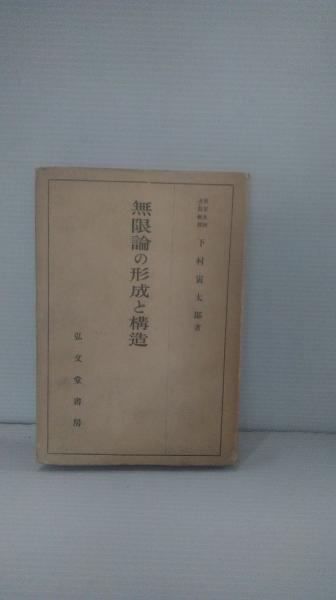 下村寅太郎著
無限論の形成と構造
弘文堂書房